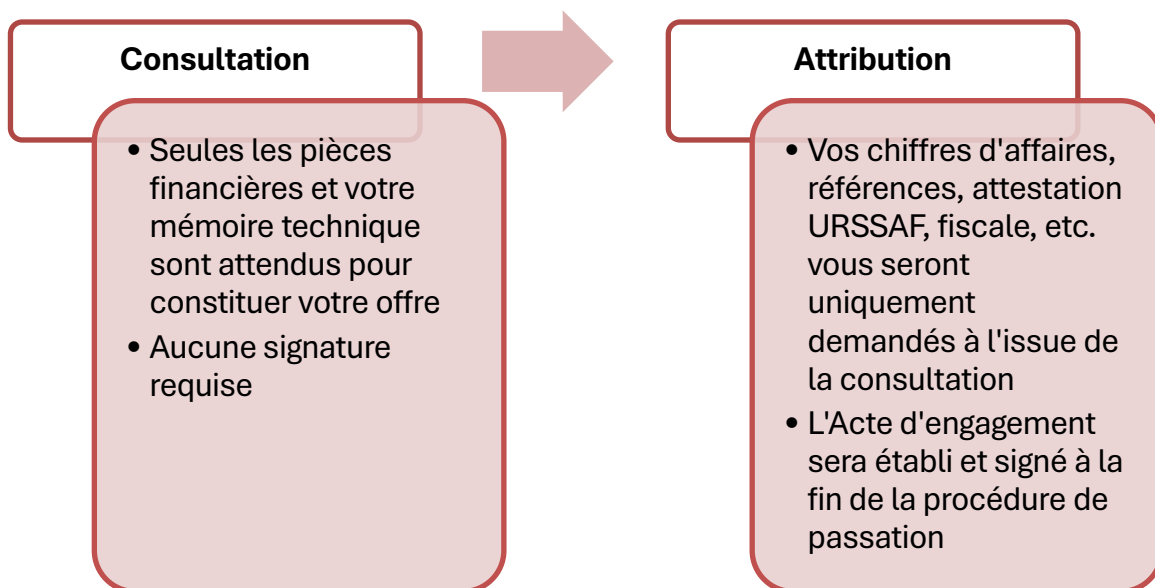 Consultation
• Seules les pièces
financières et votre
mémoire technique
sont attendus pour
constituer votre offre
• Aucune signature
requise
Attribution
• Vos chiffres d'affaires,
références, attestation
URSSAF, fiscale, etc.
vous seront
uniquement
demandés à l'issue de
la consultation
• L'Acte d'engagement
sera établi et signé à la
fin de la procédure de
passation